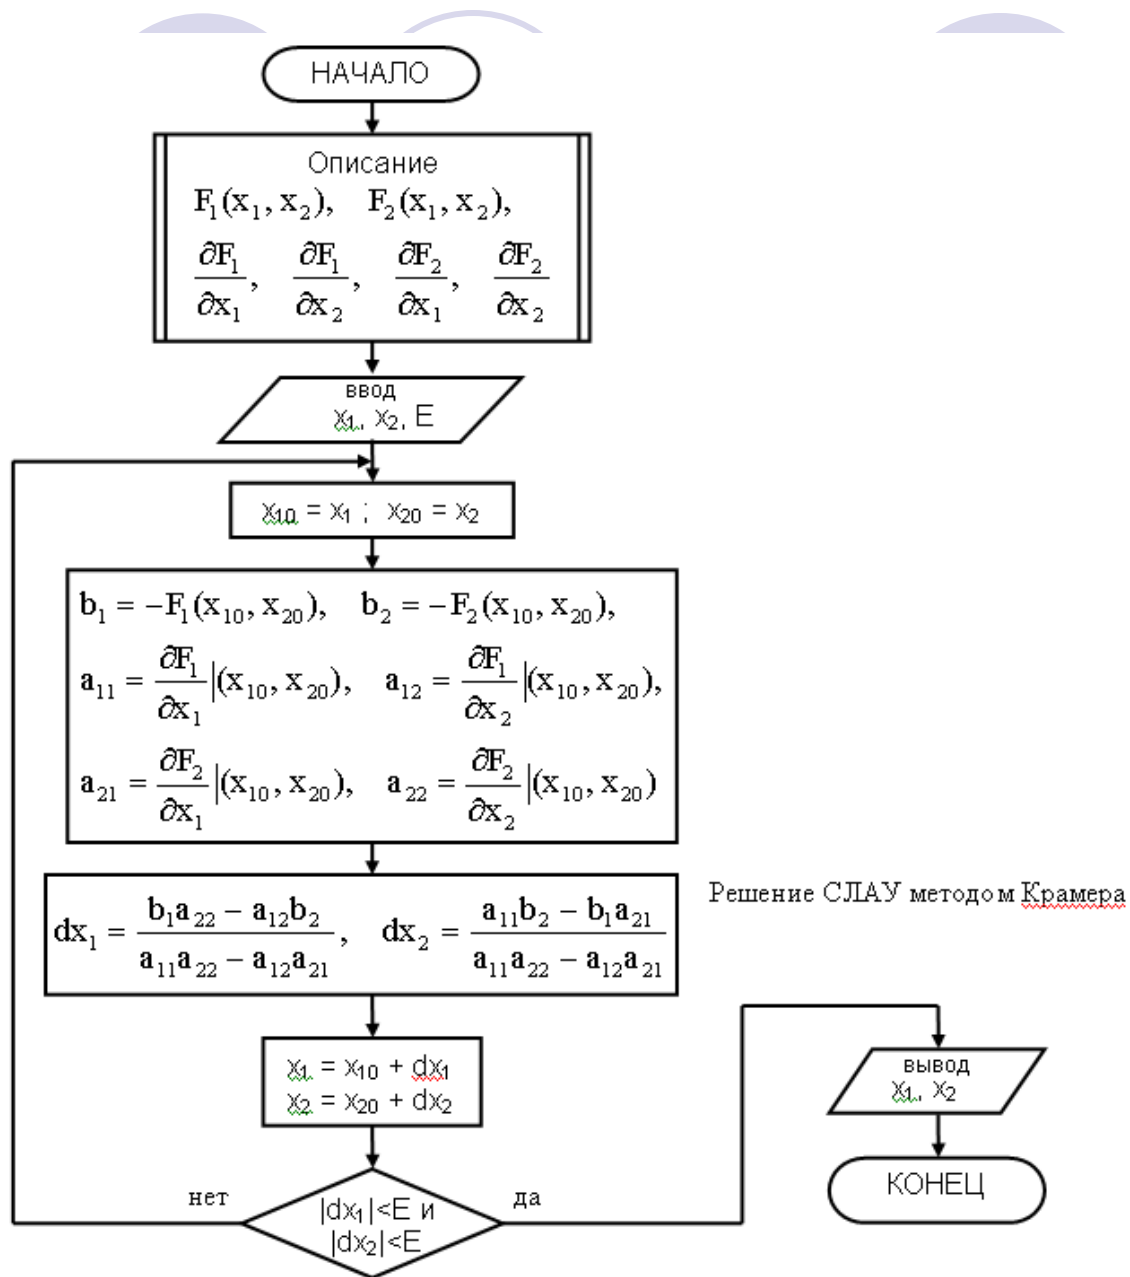 НАЧАЛО
Описание
F₁(x₁, x₂), F₂(x₁, x₂),
∂F₁/∂x₁, ∂F₁/∂x₂, ∂F₂/∂x₁, ∂F₂/∂x₂
ввод
x₁, x₂, E
x₁₀ = x₁ ; x₂₀ = x₂
b₁ = −F₁(x₁₀, x₂₀), b₂ = −F₂(x₁₀, x₂₀),
a₁₁ = ∂F₁/∂x₁|(x₁₀, x₂₀), a₁₂ = ∂F₁/∂x₂|(x₁₀, x₂₀),
a₂₁ = ∂F₂/∂x₁|(x₁₀, x₂₀), a₂₂ = ∂F₂/∂x₂|(x₁₀, x₂₀)
Решение СЛАУ методом Крамера
dx₁ = (b₁a₂₂ − a₁₂b₂)/(a₁₁a₂₂ − a₁₂a₂₁), dx₂ = (a₁₁b₂ − b₁a₂₁)/(a₁₁a₂₂ − a₁₂a₂₁)
x₁ = x₁₀ + dx₁
x₂ = x₂₀ + dx₂
нет
|dx₁|<E и
|dx₂|<E
да
вывод
x₁, x₂
КОНЕЦ